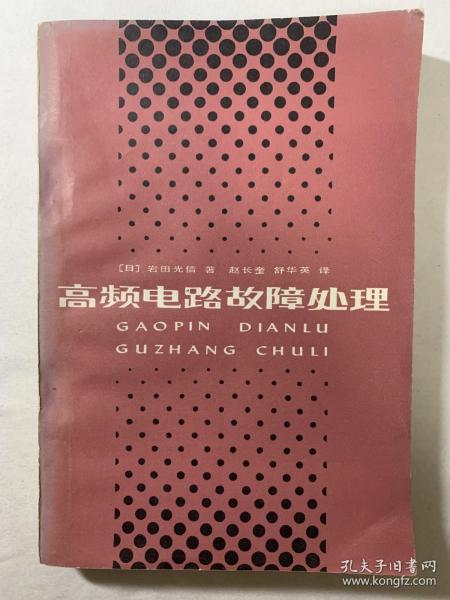 [日] 岩田光信 著 赵长奎 舒华英 译
高频电路故障处理
GAOPIN DIANLU
GUZHANG CHULI
孔夫子旧书网
www.kongfz.com